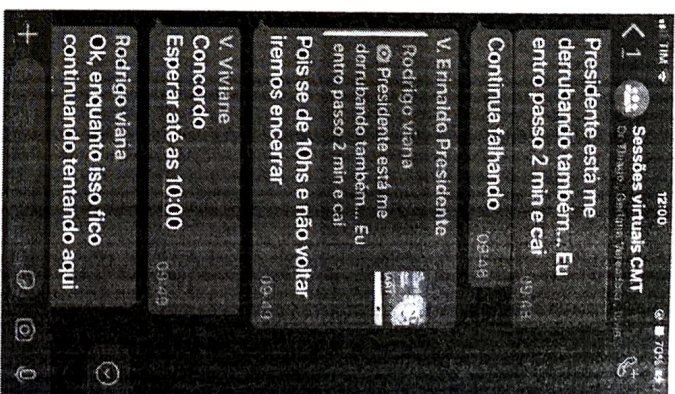 TIM
12:00
70%
1
Sessões virtuais CMT
Presidente está me
derrubando também... Eu
entro passo 2 min e cai
Continua falhando
09:48
V. Erinaldo Presidente
Rodrigo viana
Presidente está me
derrubando também... Eu
entro passo 2 min e cai
Pois se de 10hs e não voltar
iremos encerrar
09:49
V. Viviane
Concordo
Esperar até as 10:00
09:49
Rodrigo viana
Ok, enquanto isso fico
continuando tentando aqui